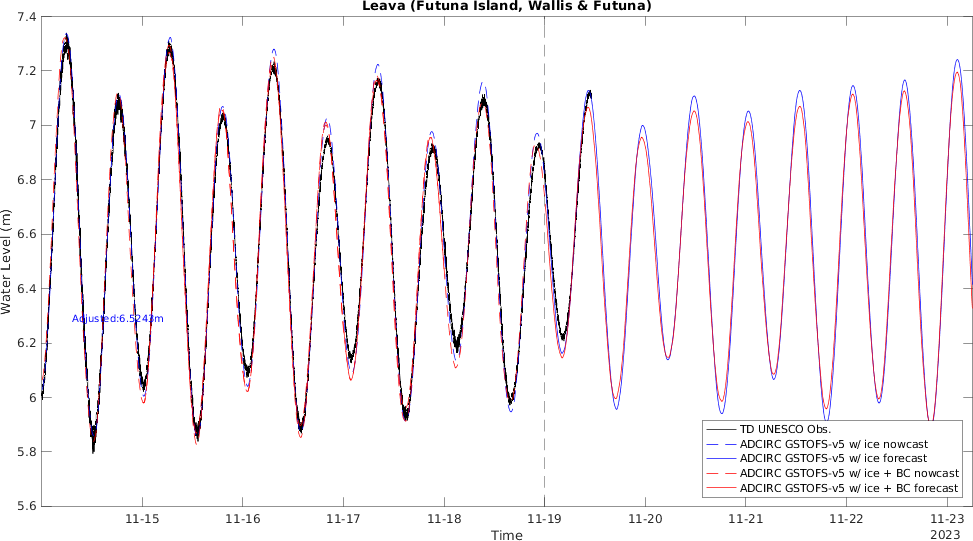 Leava (Futuna Island, Wallis & Futuna)
7.4
7.2
7
6.8
6.6
6.4
6.2
6
5.8
5.6
Water Level (m)
Adjusted:6.5243m
TD UNESCO Obs.
ADCIRC GSTOFS-v5 w/ ice nowcast
ADCIRC GSTOFS-v5 w/ ice forecast
ADCIRC GSTOFS-v5 w/ ice + BC nowcast
ADCIRC GSTOFS-v5 w/ ice + BC forecast
11-15 11-16 11-17 11-18 11-19 11-20 11-21 11-22 11-23
Time
2023